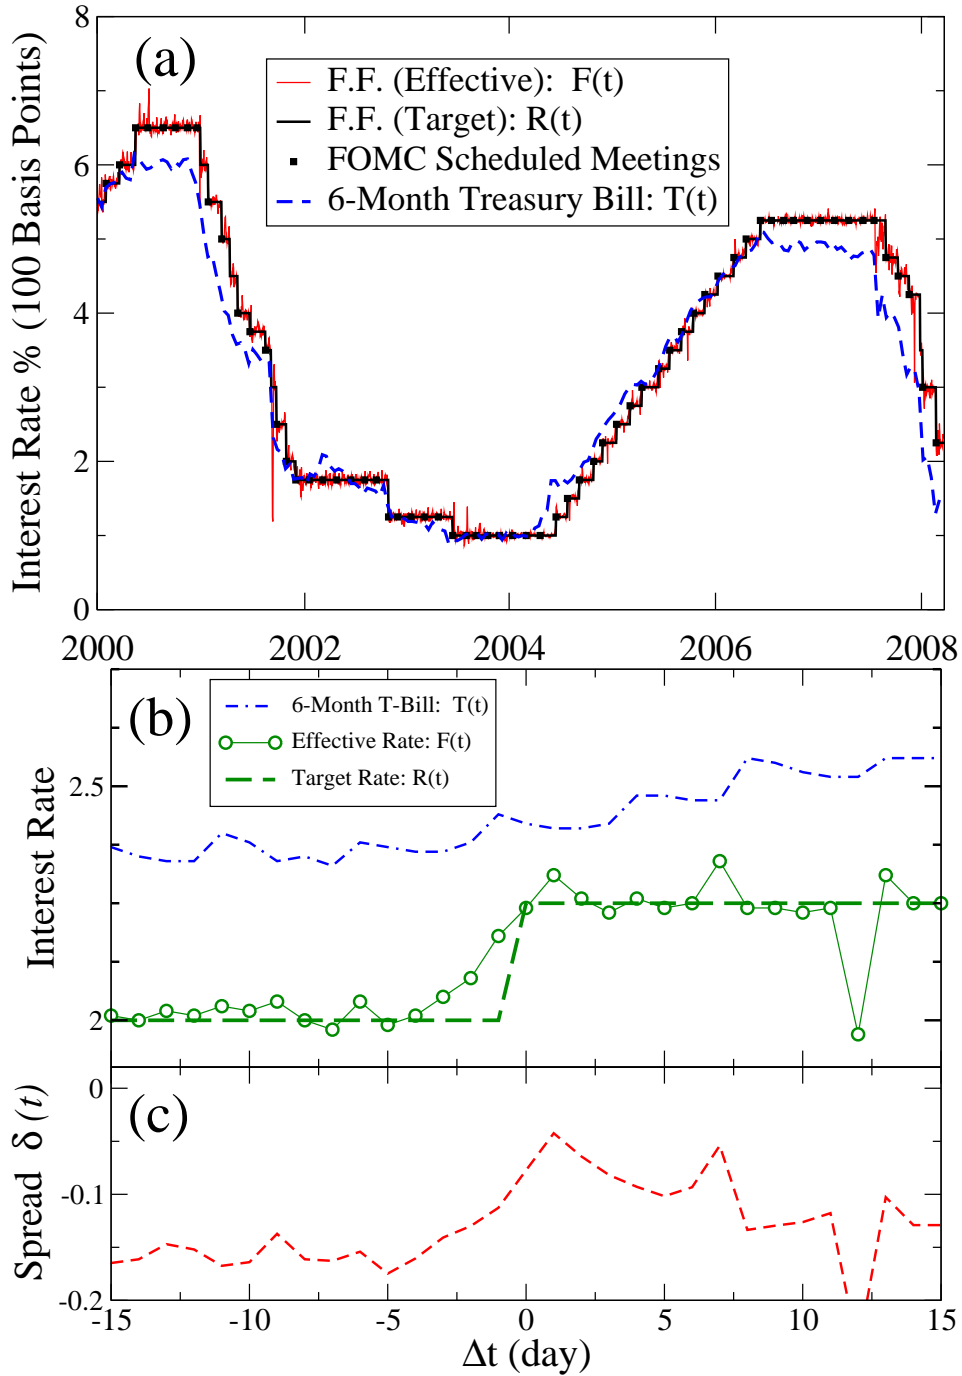 8
(a)
F.F. (Effective): F(t)
F.F. (Target): R(t)
FOMC Scheduled Meetings
6-Month Treasury Bill: T(t)
6
4
2
0
Interest Rate % (100 Basis Points)
2000 2002 2004 2006 2008
(b)
6-Month T-Bill: T(t)
Effective Rate: F(t)
Target Rate: R(t)
2.5
2
Interest Rate
(c)
0
-0.1
-0.2
Spread δ (t)
-15 -10 -5 0 5 10 15
Δt (day)